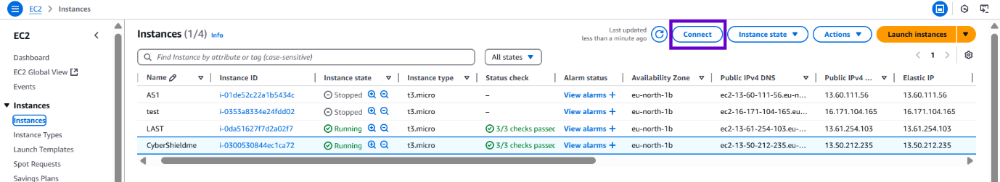 EC2 > Instances
EC2
Dashboard
EC2 Global View
Events
Instances
Instances
Instance Types
Launch Templates
Spot Requests
Savings Plans
Instances (1/4) Info
Last updated
less than a minute ago
Connect
Instance state
Actions
Launch instances
Find Instance by attribute or tag (case-sensitive)
All states
1
Name Instance ID Instance state Instance type Status check Alarm status Availability Zone Public IPv4 DNS Public IPv4 ... Elastic IP
AS1 i-01de52c22a1b5434c Stopped t3.micro – View alarms + eu-north-1b ec2-13-60-111-56.eu-n... 13.60.111.56 13.60.111.56
test i-0353a8334e24fdd02 Stopped t3.micro – View alarms + eu-north-1b ec2-16-171-104-165.eu... 16.171.104.165 16.171.104.165
LAST i-0da51627f7d2a02f7 Running t3.micro 3/3 checks passed View alarms + eu-north-1b ec2-13-61-254-103.eu-... 13.61.254.103 13.61.254.103
CyberShieldme i-0300530844ec1ca72 Running t3.micro 3/3 checks passed View alarms + eu-north-1b ec2-13-50-212-235.eu-... 13.50.212.235 13.50.212.235